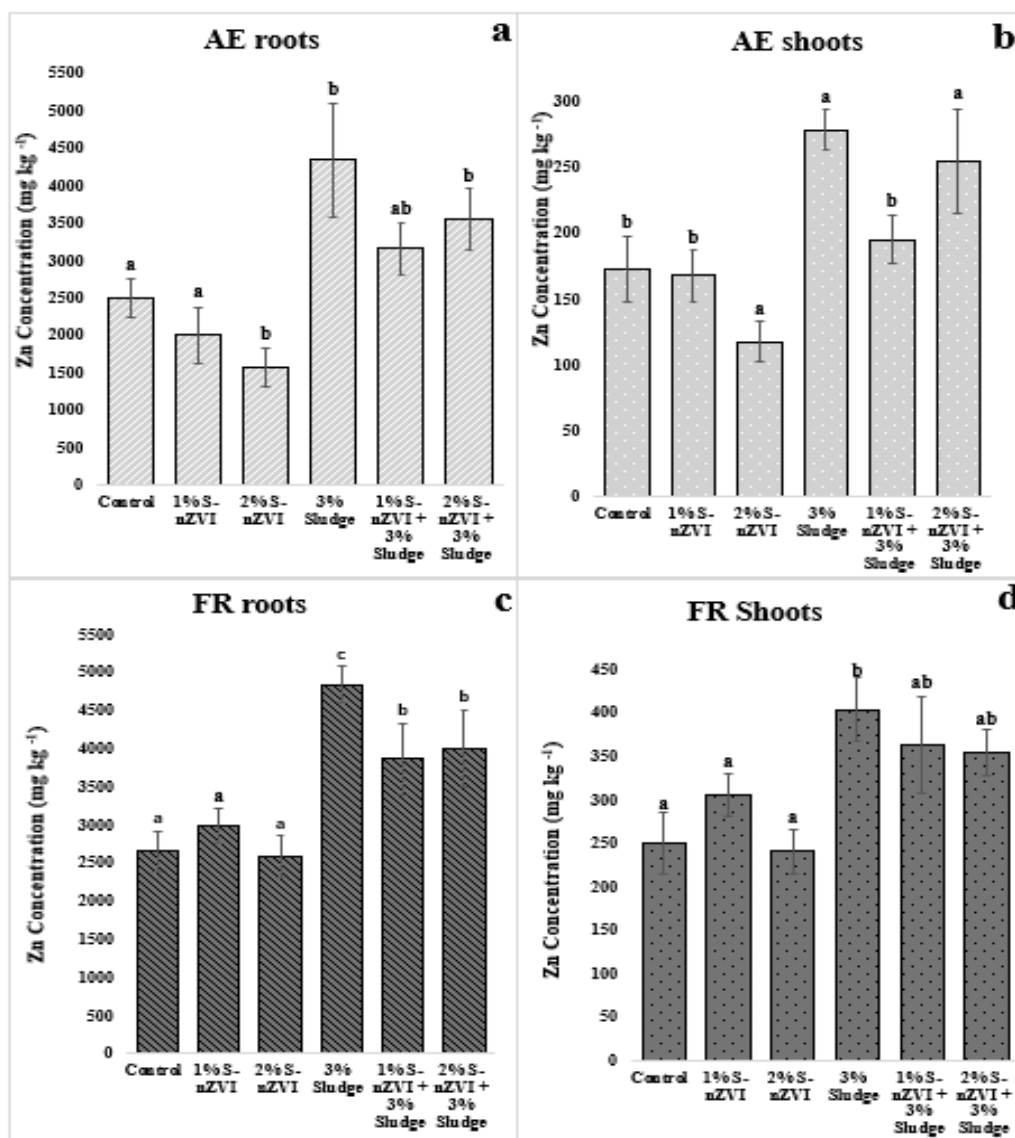 AE roots
a
Zn Concentration (mg kg -1)
5500
5000
4500
4000
3500
3000
2500
2000
1500
1000
500
0
a
a
b
b
ab
b
Control
1%S-
nZVI
2%S-
nZVI
3%
Sludge
1%S-
nZVI +
3%
Sludge
2%S-
nZVI +
3%
Sludge
AE shoots
b
Zn Concentration (mg kg -1)
300
250
200
150
100
50
0
b
b
a
a
b
a
Control
1%S-
nZVI
2%S-
nZVI
3%
Sludge
1%S-
nZVI +
3%
Sludge
2%S-
nZVI +
3%
Sludge
FR roots
c
Zn Concentration (mg kg -1)
5500
5000
4500
4000
3500
3000
2500
2000
1500
1000
500
0
a
a
a
c
b
b
Control
1%S-
nZVI
2%S-
nZVI
3%
Sludge
1%S-
nZVI +
3%
Sludge
2%S-
nZVI +
3%
Sludge
FR Shoots
d
Zn Concentration (mg kg -1)
450
400
350
300
250
200
150
100
50
0
a
a
a
b
ab
ab
Control
1%S-
nZVI
2%S-
nZVI
3%
Sludge
1%S-
nZVI +
3%
Sludge
2%S-
nZVI +
3%
Sludge